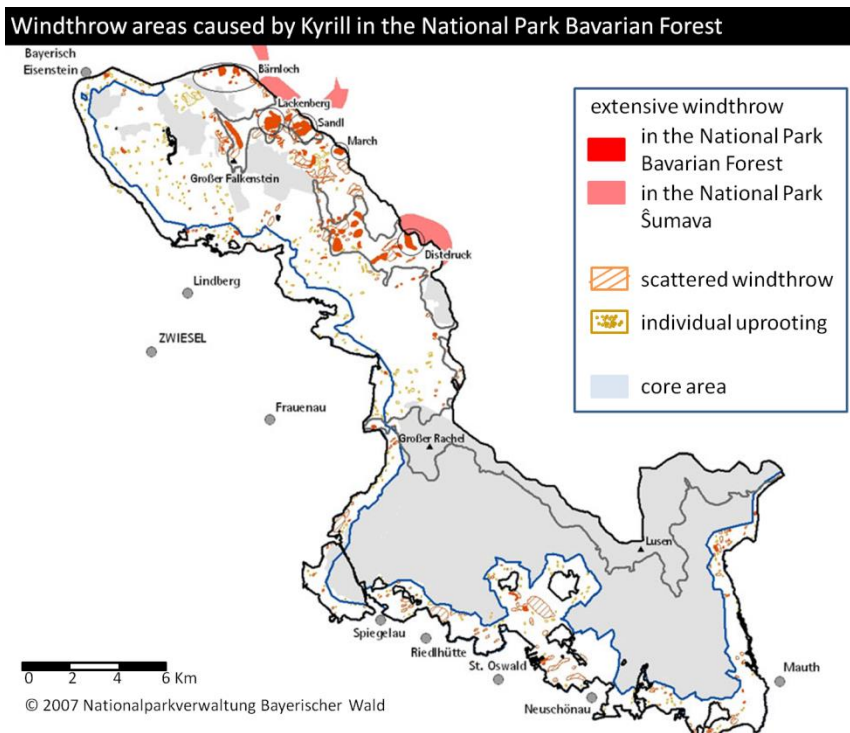 Windthrow areas caused by Kyrill in the National Park Bavarian Forest
Bayerisch
Eisenstein
Bärnloch
Lackenberg
Sandl
March
Großer Falkenstein
Distelruck
Lindberg
ZWIESEL
Frauenau
Großer Rachel
Lusen
Spiegelau
Riedlhütte
St. Oswald
Neuschönau
Mauth
extensive windthrow
in the National Park
Bavarian Forest
in the National Park
Ŝumava
scattered windthrow
individual uprooting
core area
0 2 4 6 Km
© 2007 Nationalparkverwaltung Bayerischer Wald